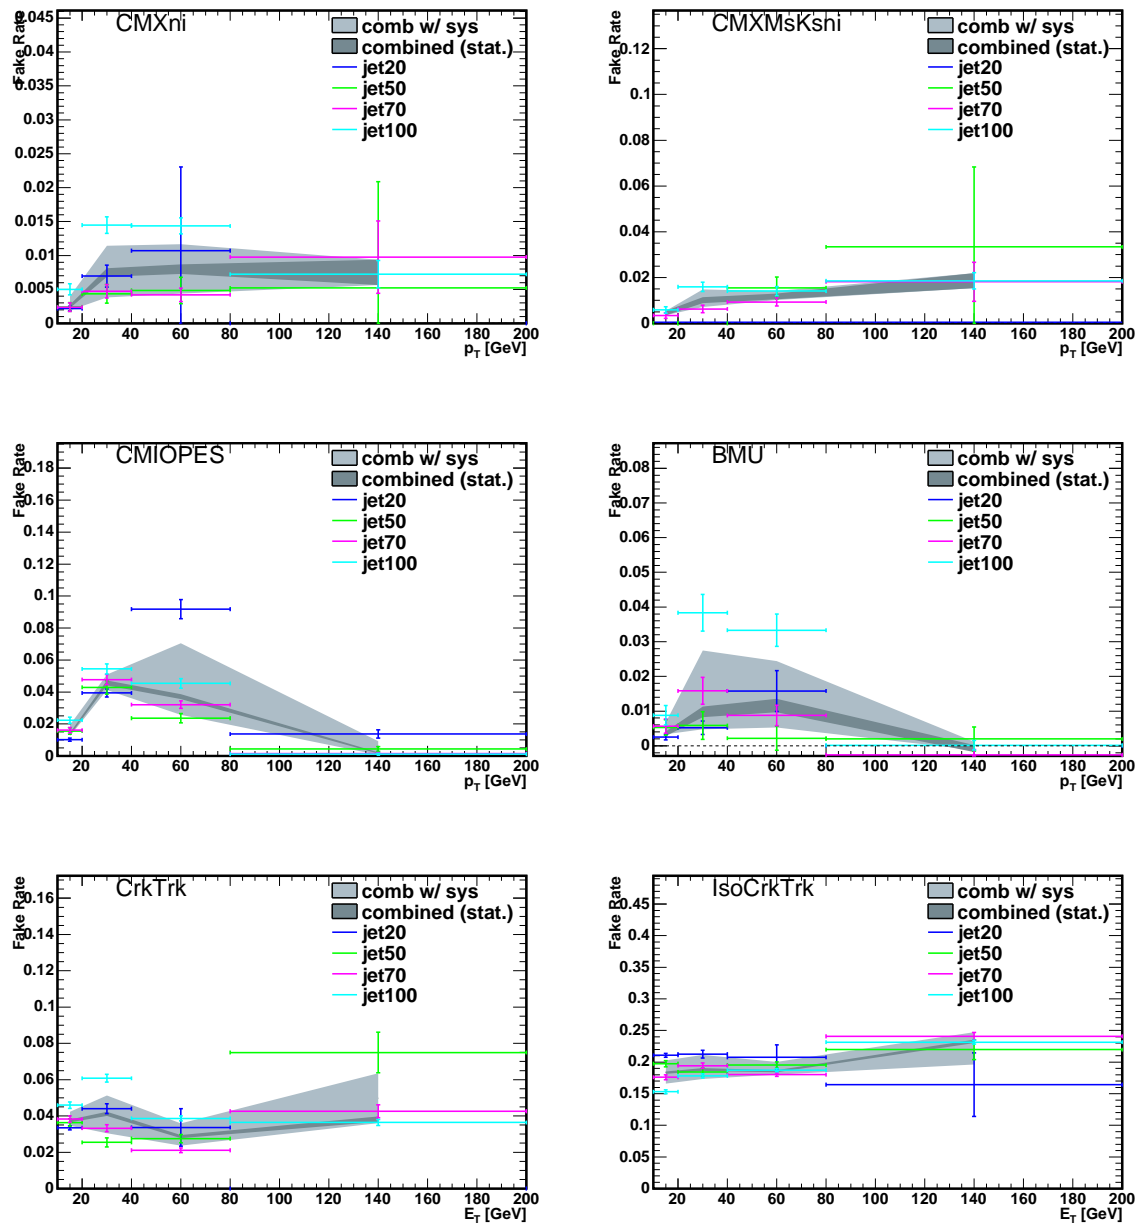 CMXni
Fake Rate
comb w/ sys
combined (stat.)
jet20
jet50
jet70
jet100
0.045
0.04
0.035
0.03
0.025
0.02
0.015
0.01
0.005
0
20 40 60 80 100 120 140 160 180 200
p_T [GeV]
CMXMsKsni
Fake Rate
comb w/ sys
combined (stat.)
jet20
jet50
jet70
jet100
0.12
0.1
0.08
0.06
0.04
0.02
0
20 40 60 80 100 120 140 160 180 200
p_T [GeV]
CMIOPES
Fake Rate
comb w/ sys
combined (stat.)
jet20
jet50
jet70
jet100
0.18
0.16
0.14
0.12
0.1
0.08
0.06
0.04
0.02
0
20 40 60 80 100 120 140 160 180 200
p_T [GeV]
BMU
Fake Rate
comb w/ sys
combined (stat.)
jet20
jet50
jet70
jet100
0.08
0.07
0.06
0.05
0.04
0.03
0.02
0.01
0
20 40 60 80 100 120 140 160 180 200
p_T [GeV]
CrkTrk
Fake Rate
comb w/ sys
combined (stat.)
jet20
jet50
jet70
jet100
0.16
0.14
0.12
0.1
0.08
0.06
0.04
0.02
0
20 40 60 80 100 120 140 160 180 200
E_T [GeV]
IsoCrkTrk
Fake Rate
comb w/ sys
combined (stat.)
jet20
jet50
jet70
jet100
0.45
0.4
0.35
0.3
0.25
0.2
0.15
0.1
0.05
0
20 40 60 80 100 120 140 160 180 200
E_T [GeV]